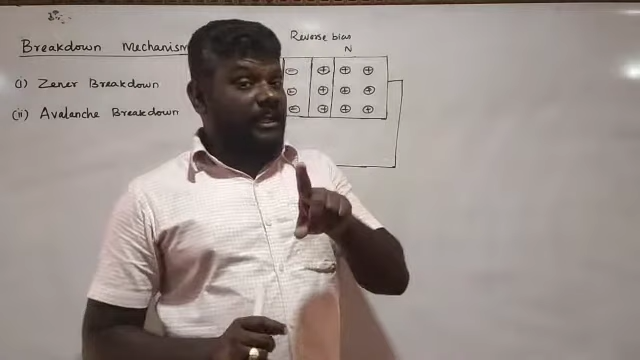 Breakdown Mechanism
Reverse bias
N
(i) Zener Breakdown
(ii) Avalanche Breakdown